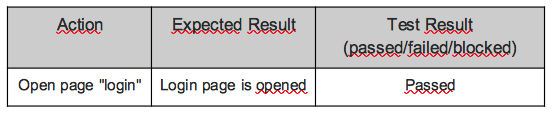 Action
Expected Result
Test Result
(passed/failed/blocked)
Open page "login"
Login page is opened
Passed